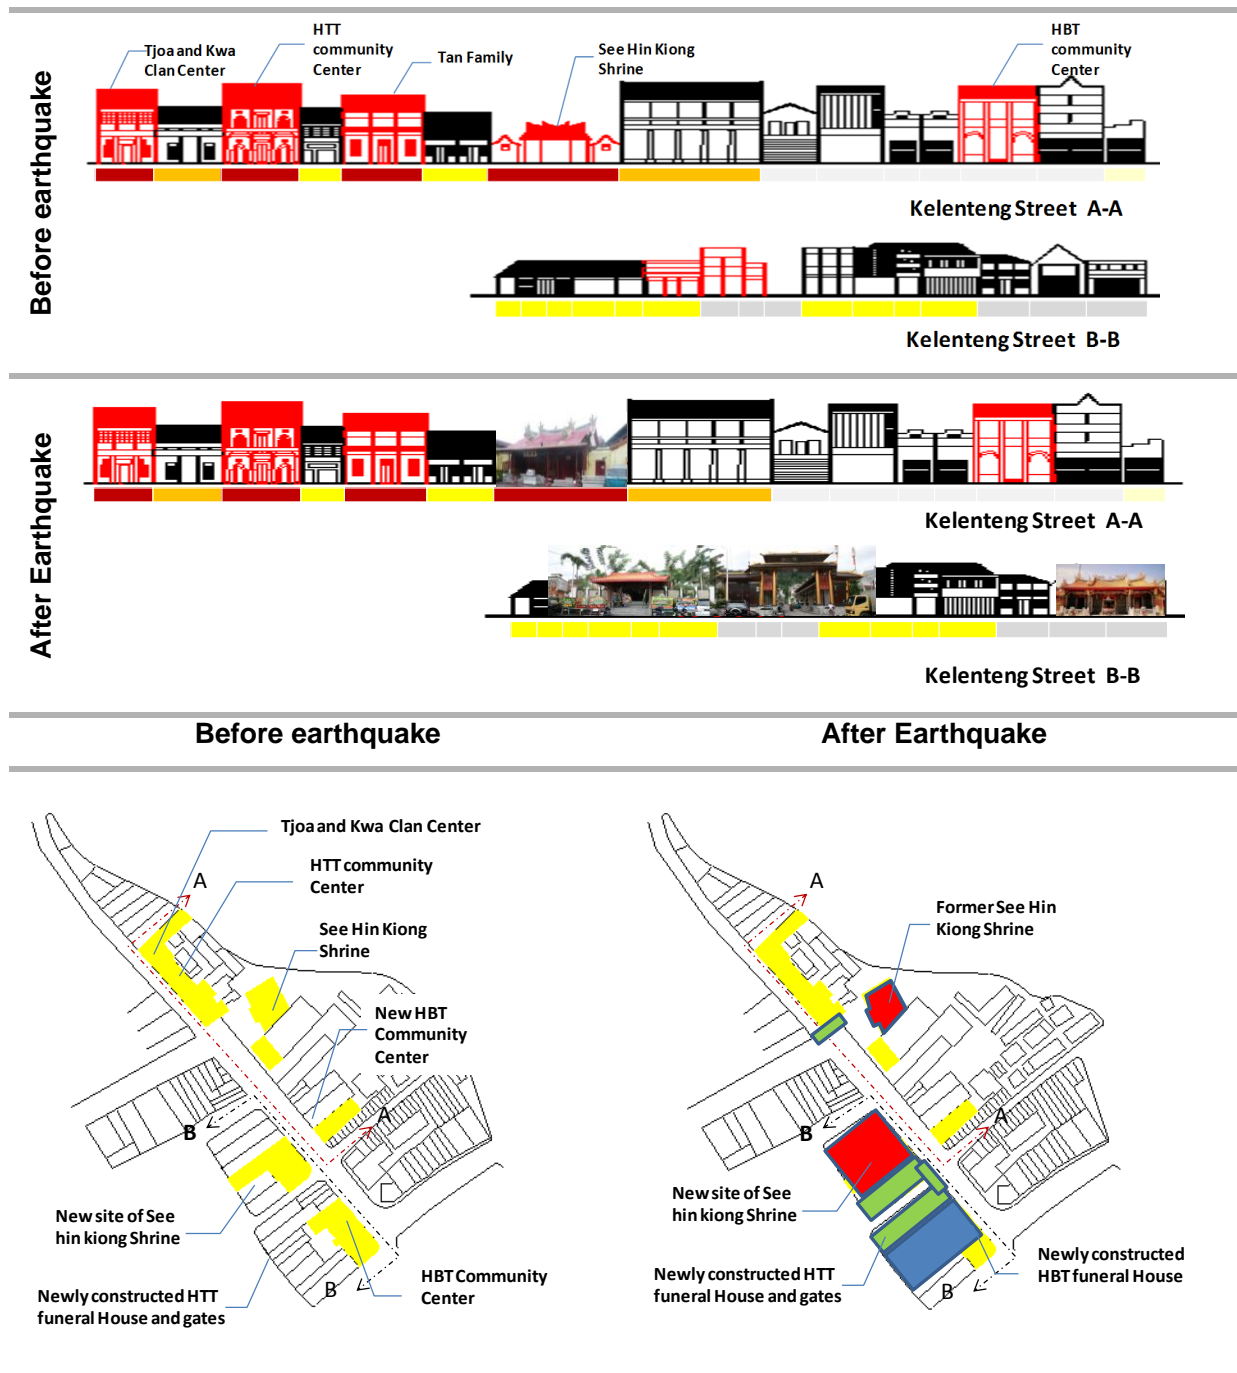 Before earthquake
Tjoa and Kwa
Clan Center
HTT
community
Center
Tan Family
See Hin Kiong
Shrine
HBT
community
Center
Kelenteng Street A-A
Kelenteng Street B-B
After Earthquake
Kelenteng Street A-A
Kelenteng Street B-B
Before earthquake
After Earthquake
Tjoa and Kwa Clan Center
HTT community
Center
A
See Hin Kiong
Shrine
New HBT
Community
Center
A
B
New site of See
hin kiong Shrine
HBT Community
Center
B
Newly constructed HTT
funeral House and gates
A
Former See Hin
Kiong Shrine
A
B
New site of See
hin kiong Shrine
Newly constructed HTT
funeral House and gates
Newly constructed
HBT funeral House
B